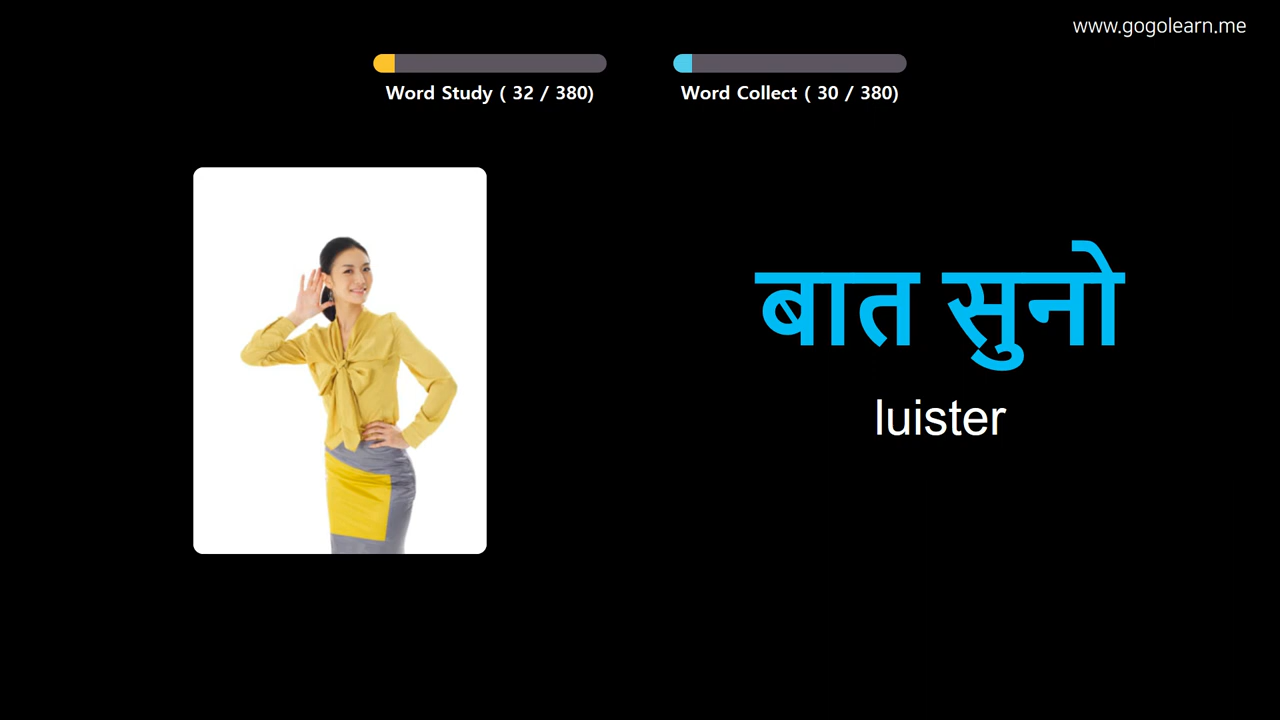 www.gogolearn.me
Word Study ( 32 / 380)
Word Collect ( 30 / 380)
बात सुनो
luister